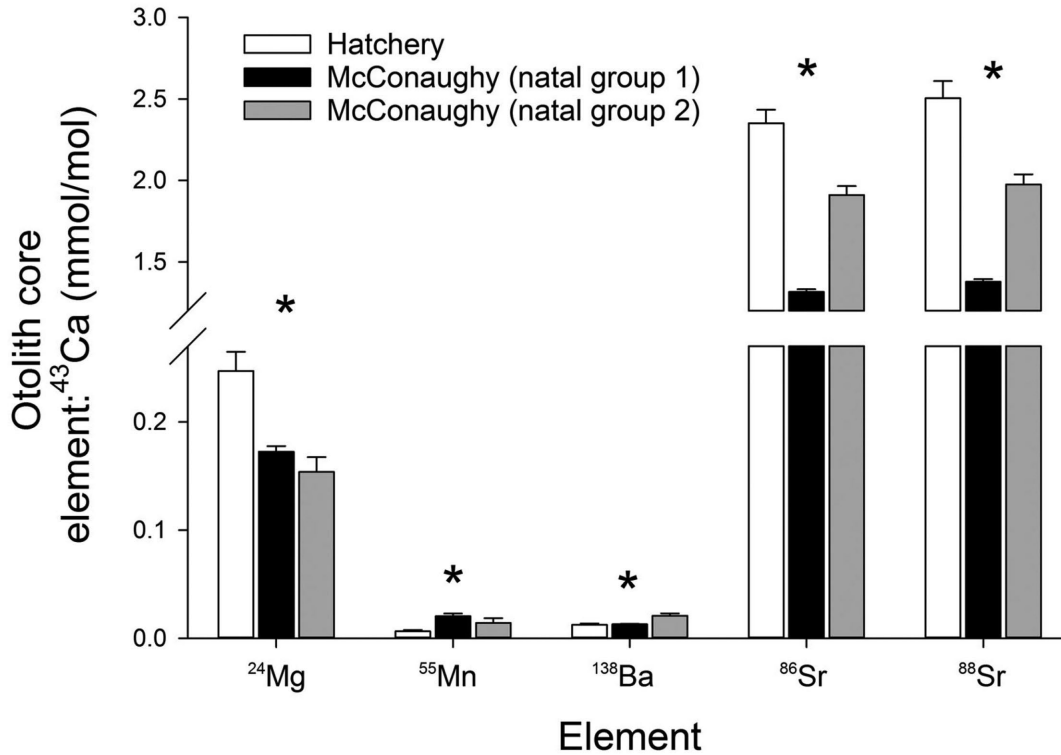 3.0
2.5
2.0
1.5
0.2
0.1
0.0
Otolith core
element:⁴³Ca (mmol/mol)
Hatchery
McConaughy (natal group 1)
McConaughy (natal group 2)
*
*
*
*
*
²⁴Mg ⁵⁵Mn ¹³⁸Ba ⁸⁶Sr ⁸⁸Sr
Element